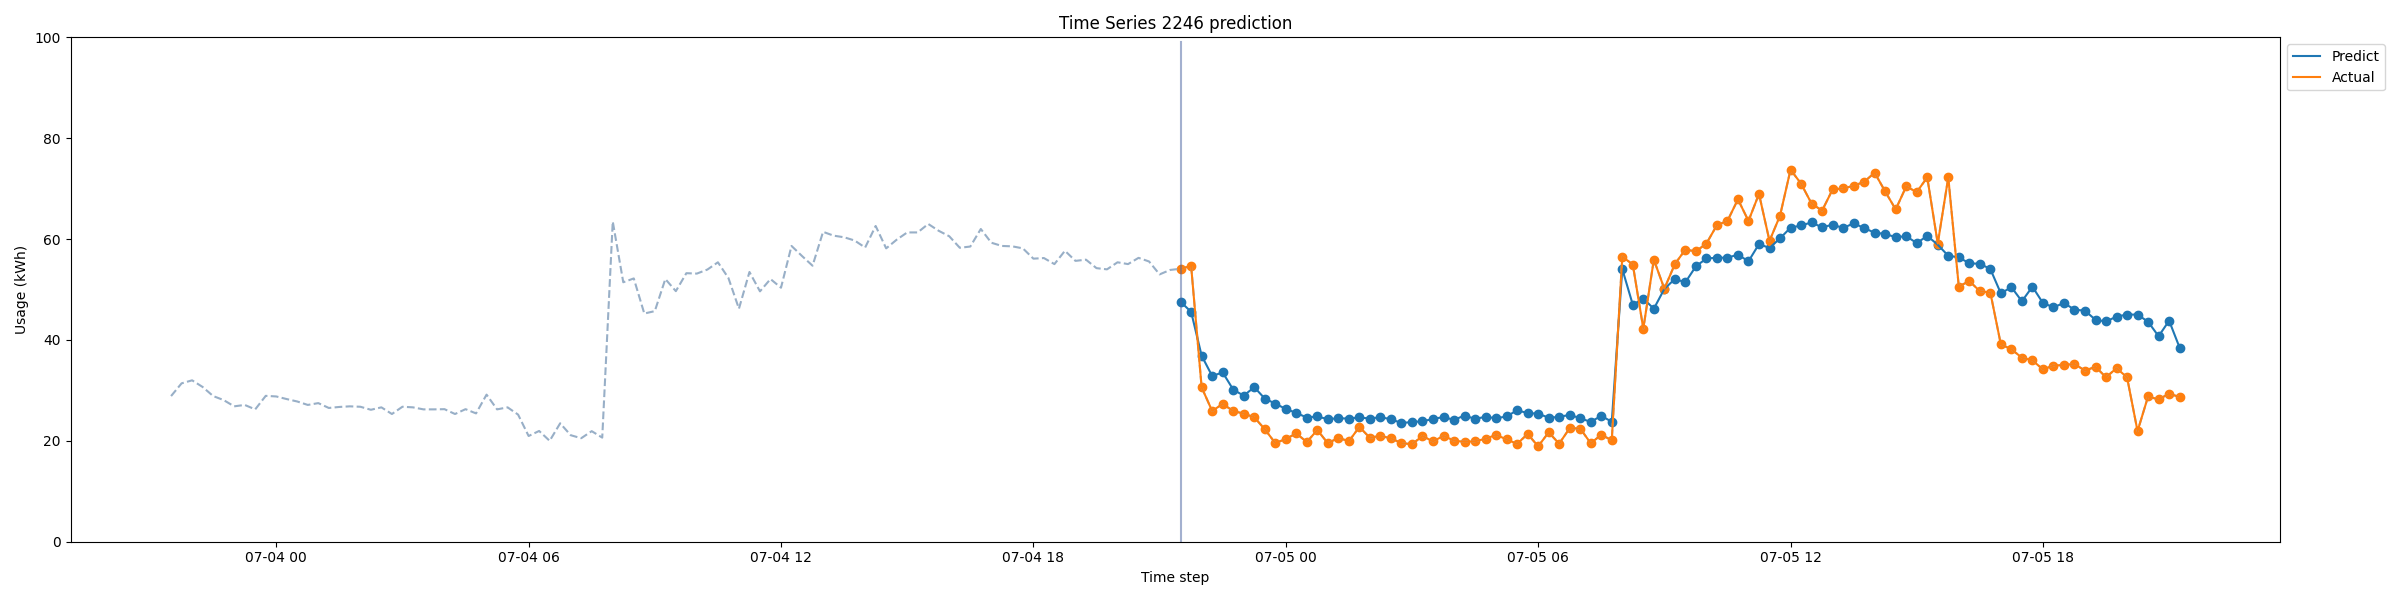 Time Series 2246 prediction
100
80
60
40
20
0
Usage (kWh)
07-04 00
07-04 06
07-04 12
07-04 18
07-05 00
07-05 06
07-05 12
07-05 18
Time step
Predict
Actual